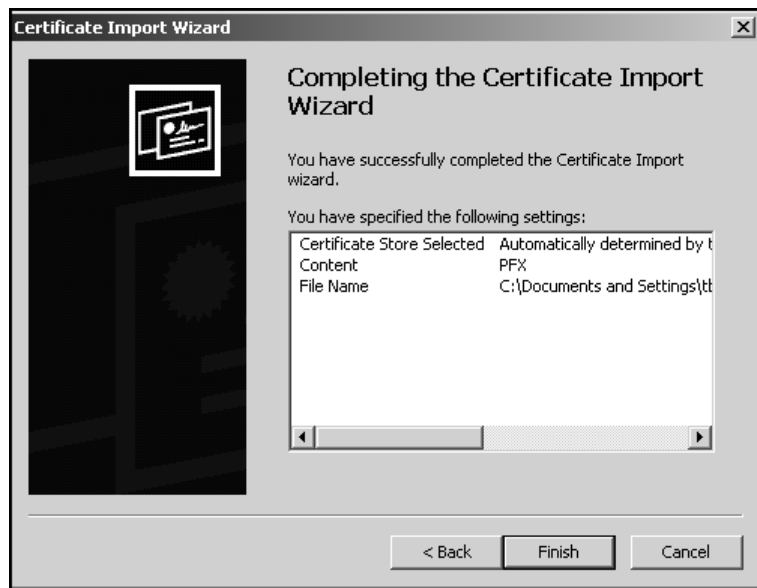 Certificate Import Wizard
Completing the Certificate Import
Wizard
You have successfully completed the Certificate Import
wizard.
You have specified the following settings:
Certificate Store Selected Automatically determined by t
Content PFX
File Name C:\Documents and Settings\tb
< Back Finish Cancel